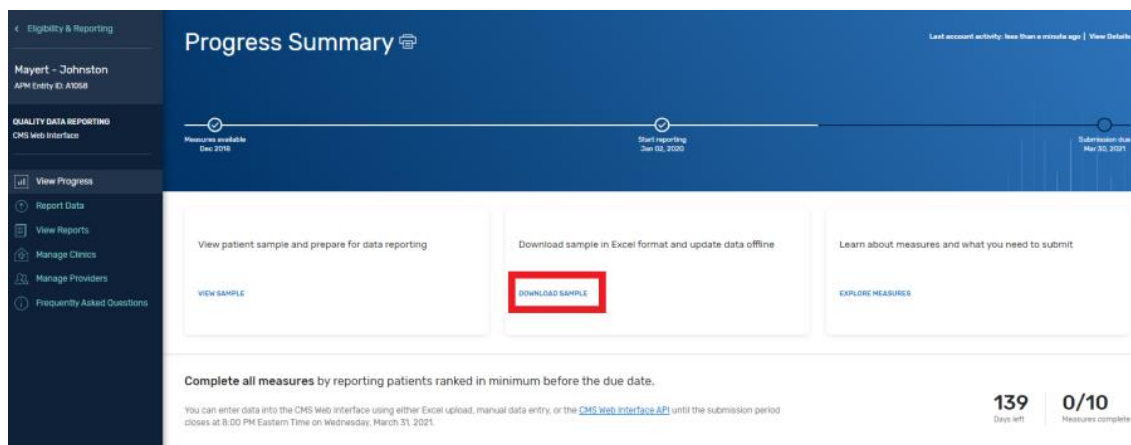 Eligibility & Reporting
Mayert - Johnston
APM Entity ID: A1058
QUALITY DATA REPORTING
CMS Web Interface
View Progress
Report Data
View Reports
Manage Clinics
Manage Providers
Frequently Asked Questions
Progress Summary
Last account activity: less than a minute ago | View Details
Measures available
Dec 2018
Start reporting
Jan 02, 2020
Submission due
Mar 30, 2021
View patient sample and prepare for data reporting
VIEW SAMPLE
Download sample in Excel format and update data offline
DOWNLOAD SAMPLE
Learn about measures and what you need to submit
EXPLORE MEASURES
Complete all measures by reporting patients ranked in minimum before the due date.
You can enter data into the CMS Web Interface using either Excel upload, manual data entry, or the CMS Web Interface API until the submission period
closes at 8:00 PM Eastern Time on Wednesday, March 31, 2021.
139
Days left
0/10
Measures complete